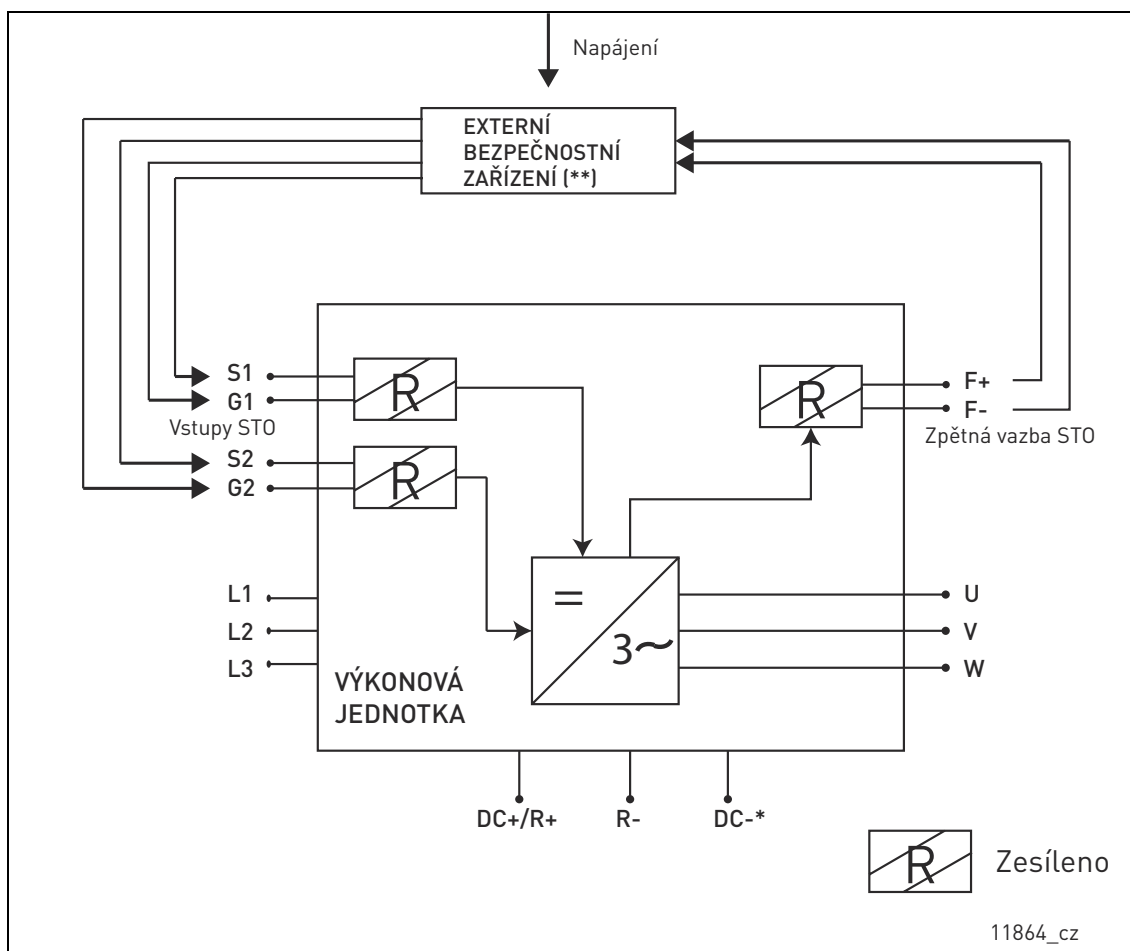 Napájení
EXTERNÍ
BEZPEČNOSTNÍ
ZAŘÍZENÍ (**)
S1
G1
Vstupy STO
S2
G2
R
R
R
F+
F-
Zpětná vazba STO
L1
L2
L3
=
3~
U
V
W
VÝKONOVÁ
JEDNOTKA
DC+/R+
R-
DC-*
R
Zesíleno
11864_cz